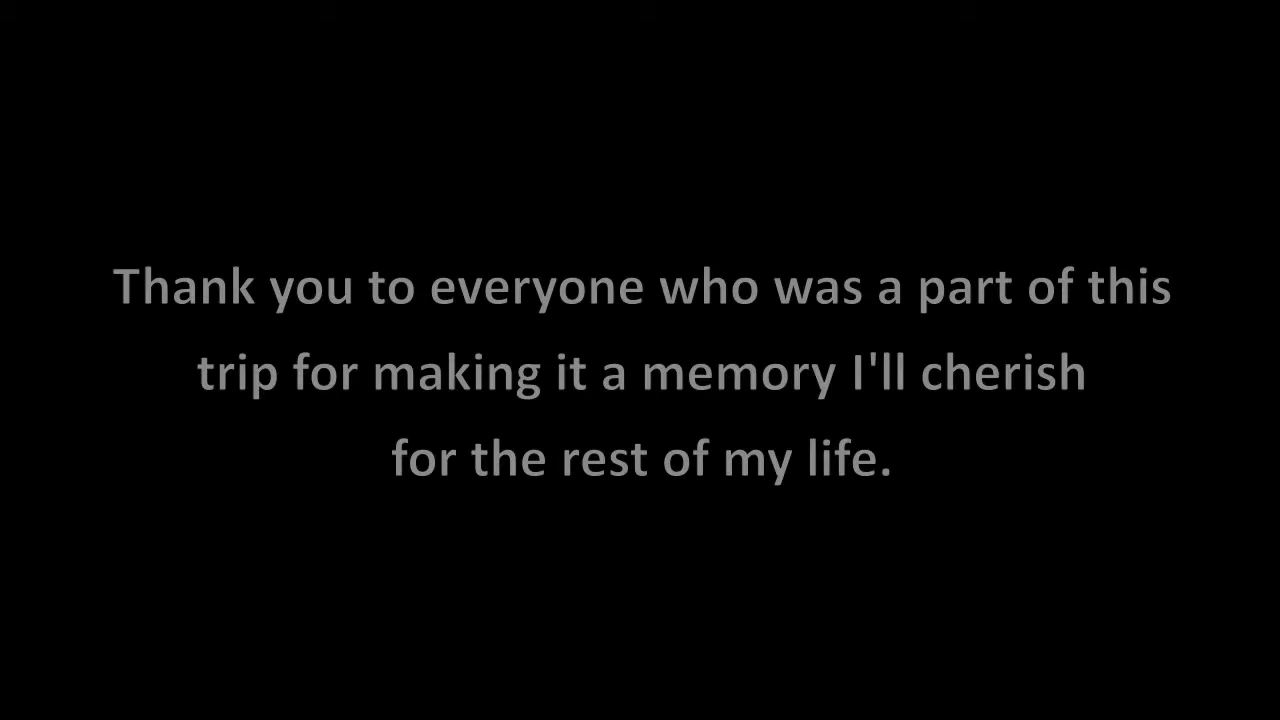 Thank you to everyone who was a part of this
trip for making it a memory I'll cherish
for the rest of my life.